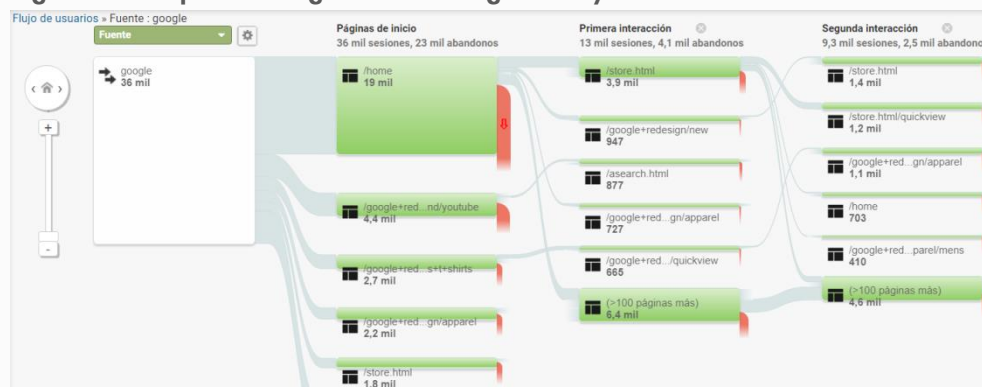 Flujo de usuarios » Fuente : google
Fuente
Páginas de inicio
36 mil sesiones, 23 mil abandonos
Primera interacción
13 mil sesiones, 4,1 mil abandonos
Segunda interacción
9,3 mil sesiones, 2,5 mil abandono
google
36 mil
/home
19 mil
/google+red...nd/youtube
4,4 mil
/google+red...s+t+shirts
2,7 mil
/google+red...gn/apparel
2,2 mil
/store.html
1,8 mil
/store.html
3,9 mil
/google+redesign/new
947
/asearch.html
877
/google+red...gn/apparel
727
/google+red.../quickview
665
(>100 páginas más)
6,4 mil
/store.html
1,4 mil
/store.html/quickview
1,2 mil
/google+red...gn/apparel
1,1 mil
/home
703
/google+red...parel/mens
410
(>100 páginas más)
4,6 mil